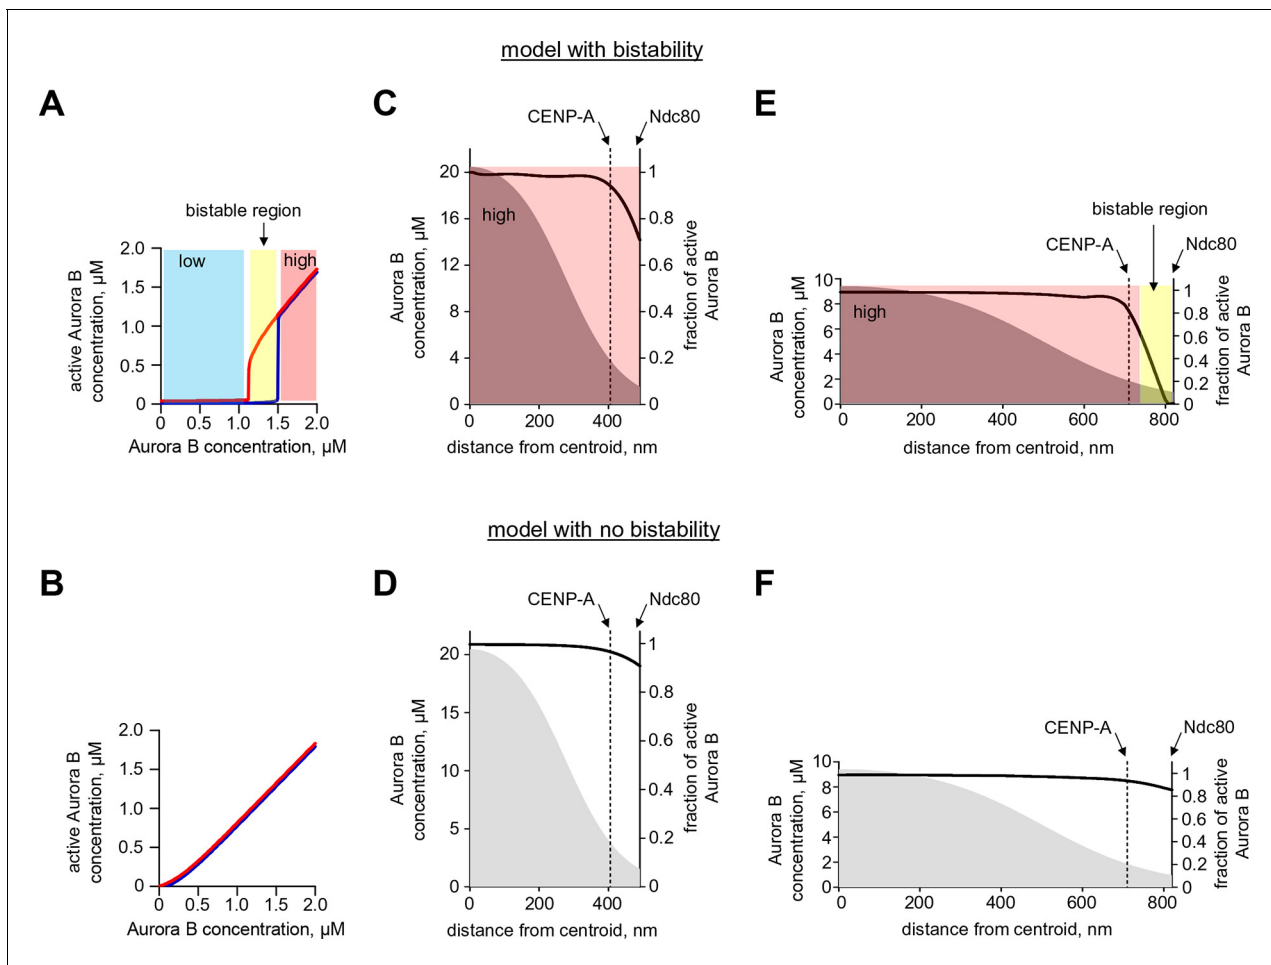 model with bistability
A
bistable region
low
high
2.0
1.5
1.0
0.5
0
active Aurora B
concentration, µM
0 0.5 1.0 1.5 2.0
Aurora B concentration, µM
C
CENP-A
Ndc80
high
20
16
12
8
4
0
Aurora B
concentration, µM
1
0.8
0.6
0.4
0.2
0
fraction of active
Aurora B
0 200 400
distance from centroid, nm
E
bistable region
CENP-A
Ndc80
high
10
8
6
4
2
0
Aurora B
concentration, µM
1
0.8
0.6
0.4
0.2
0
fraction of active
Aurora B
0 200 400 600 800
distance from centroid, nm
model with no bistability
B
2.0
1.5
1.0
0.5
0
active Aurora B
concentration, µM
0 0.5 1.0 1.5 2.0
Aurora B concentration, µM
D
CENP-A
Ndc80
20
15
10
5
0
Aurora B
concentration, µM
1
0.8
0.6
0.4
0.2
0
fraction of active
Aurora B
0 200 400
distance from centroid, nm
F
CENP-A
Ndc80
10
8
6
4
2
0
Aurora B
concentration, µM
1
0.8
0.6
0.4
0.2
0
fraction of active
Aurora B
0 200 400 600 800
distance from centroid, nm